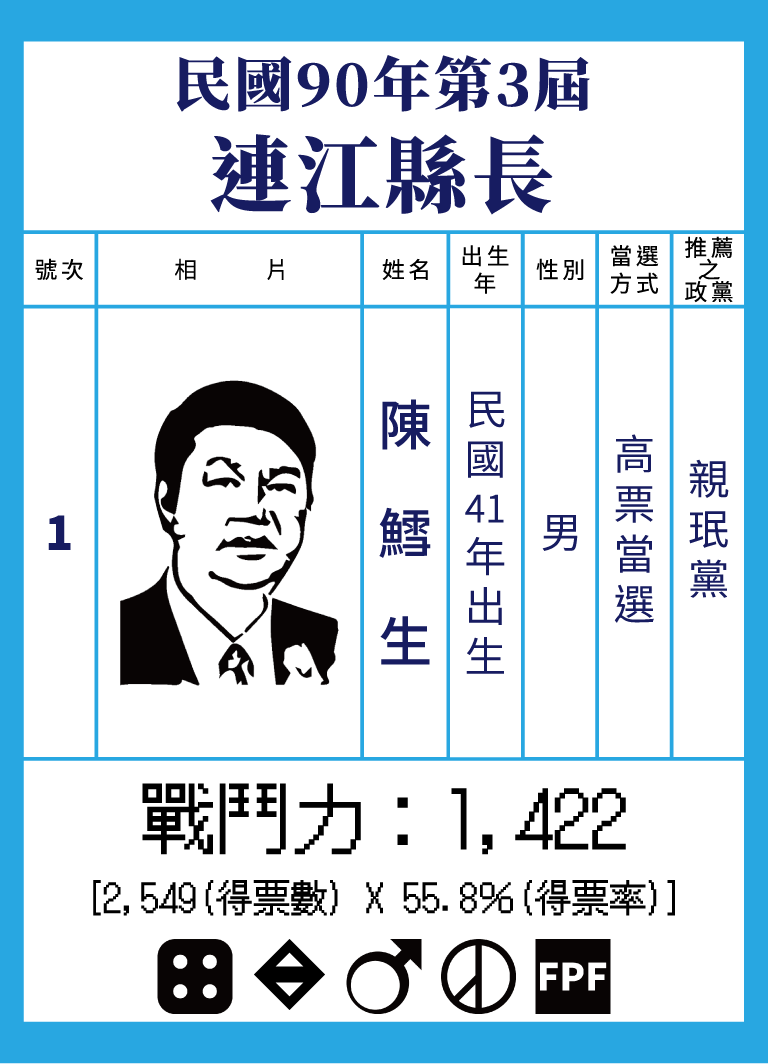 民國90年第3屆
連江縣長
號次
相 片
姓名
出生年
性別
當選方式
推薦之政黨
1
陳鱈生
民國41年出生
男
高票當選
親珉黨
戰鬥力：1,422
[2,549(得票數) X 55.8%(得票率)]
FPF